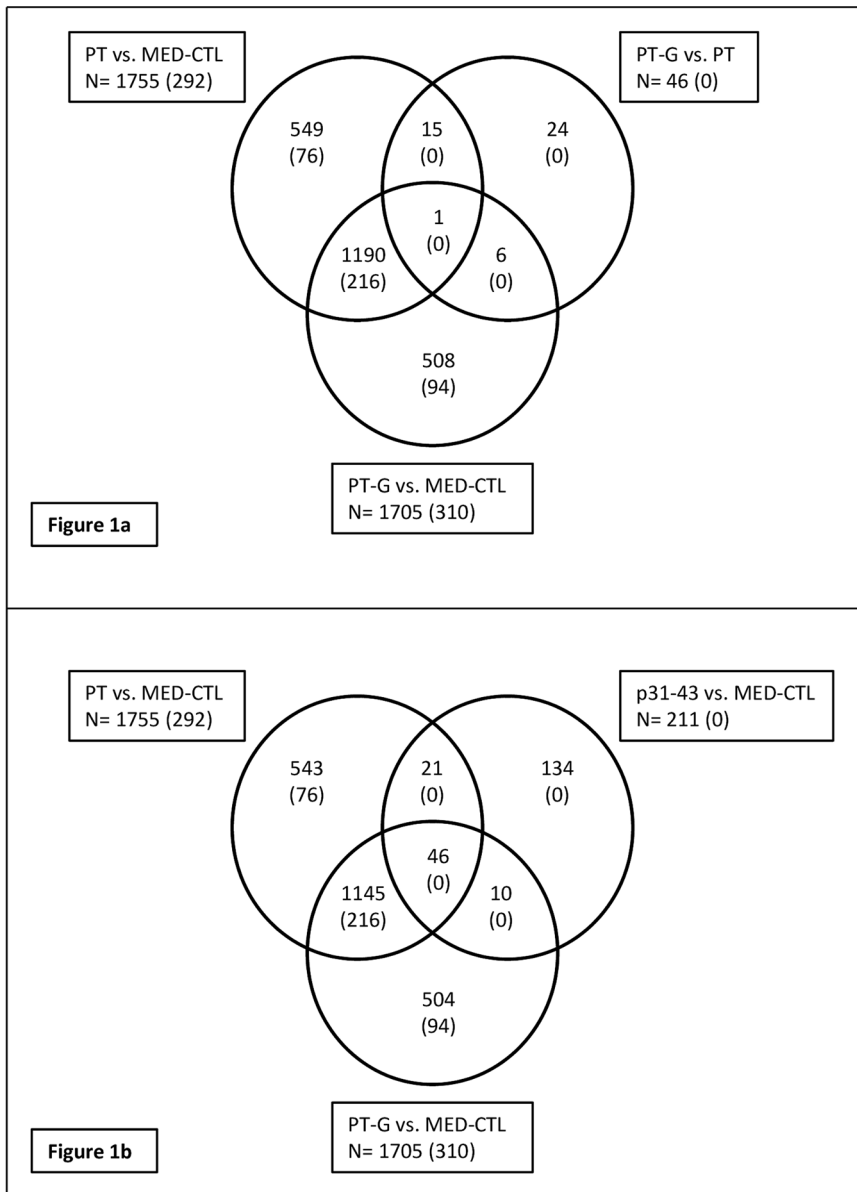 PT vs. MED-CTL
N= 1755 (292)
PT-G vs. PT
N= 46 (0)
549
(76)
15
(0)
24
(0)
1
(0)
1190
(216)
6
(0)
508
(94)
PT-G vs. MED-CTL
N= 1705 (310)
Figure 1a
PT vs. MED-CTL
N= 1755 (292)
p31-43 vs. MED-CTL
N= 211 (0)
543
(76)
21
(0)
134
(0)
46
(0)
1145
(216)
10
(0)
504
(94)
PT-G vs. MED-CTL
N= 1705 (310)
Figure 1b